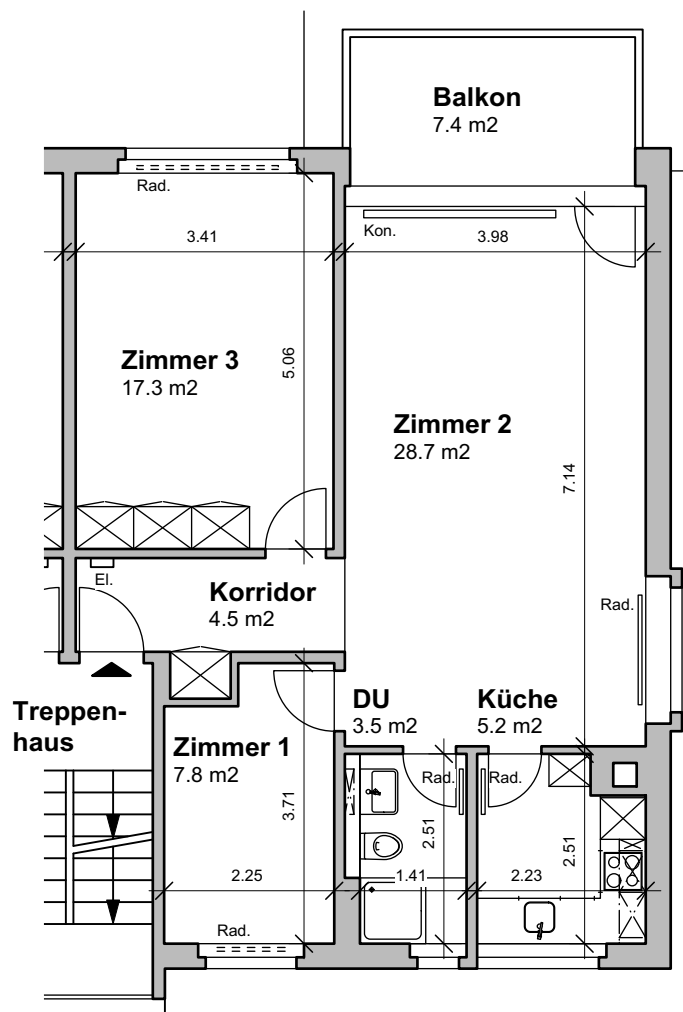 Balkon
7.4 m2
Rad.
Kon.
3.41
3.98
Zimmer 3
17.3 m2
5.06
Zimmer 2
28.7 m2
7.14
El.
Korridor
4.5 m2
Rad.
Treppen-
haus
DU
3.5 m2
Küche
5.2 m2
Zimmer 1
7.8 m2
3.71
Rad.
Rad.
2.51
2.51
2.25
1.41
2.23
Rad.